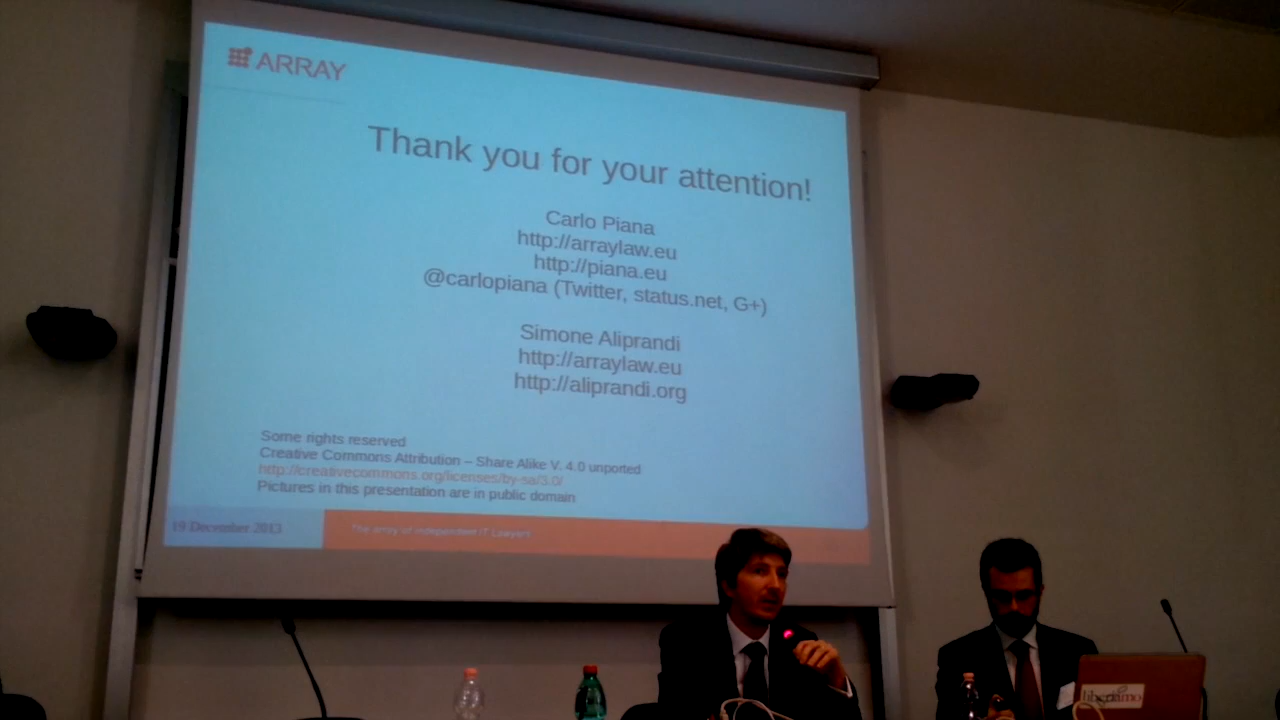 ARRAY
Thank you for your attention!
Carlo Piana
http://arraylaw.eu
http://piana.eu
@carlopiana (Twitter, status.net, G+)
Simone Aliprandi
http://arraylaw.eu
http://aliprandi.org
Some rights reserved
Creative Commons Attribution – Share Alike V. 4.0 unported
http://creativecommons.org/licenses/by-sa/3.0/
Pictures in this presentation are in public domain
19 December 2013
The array of Independent IT Lawyers
liberiamo